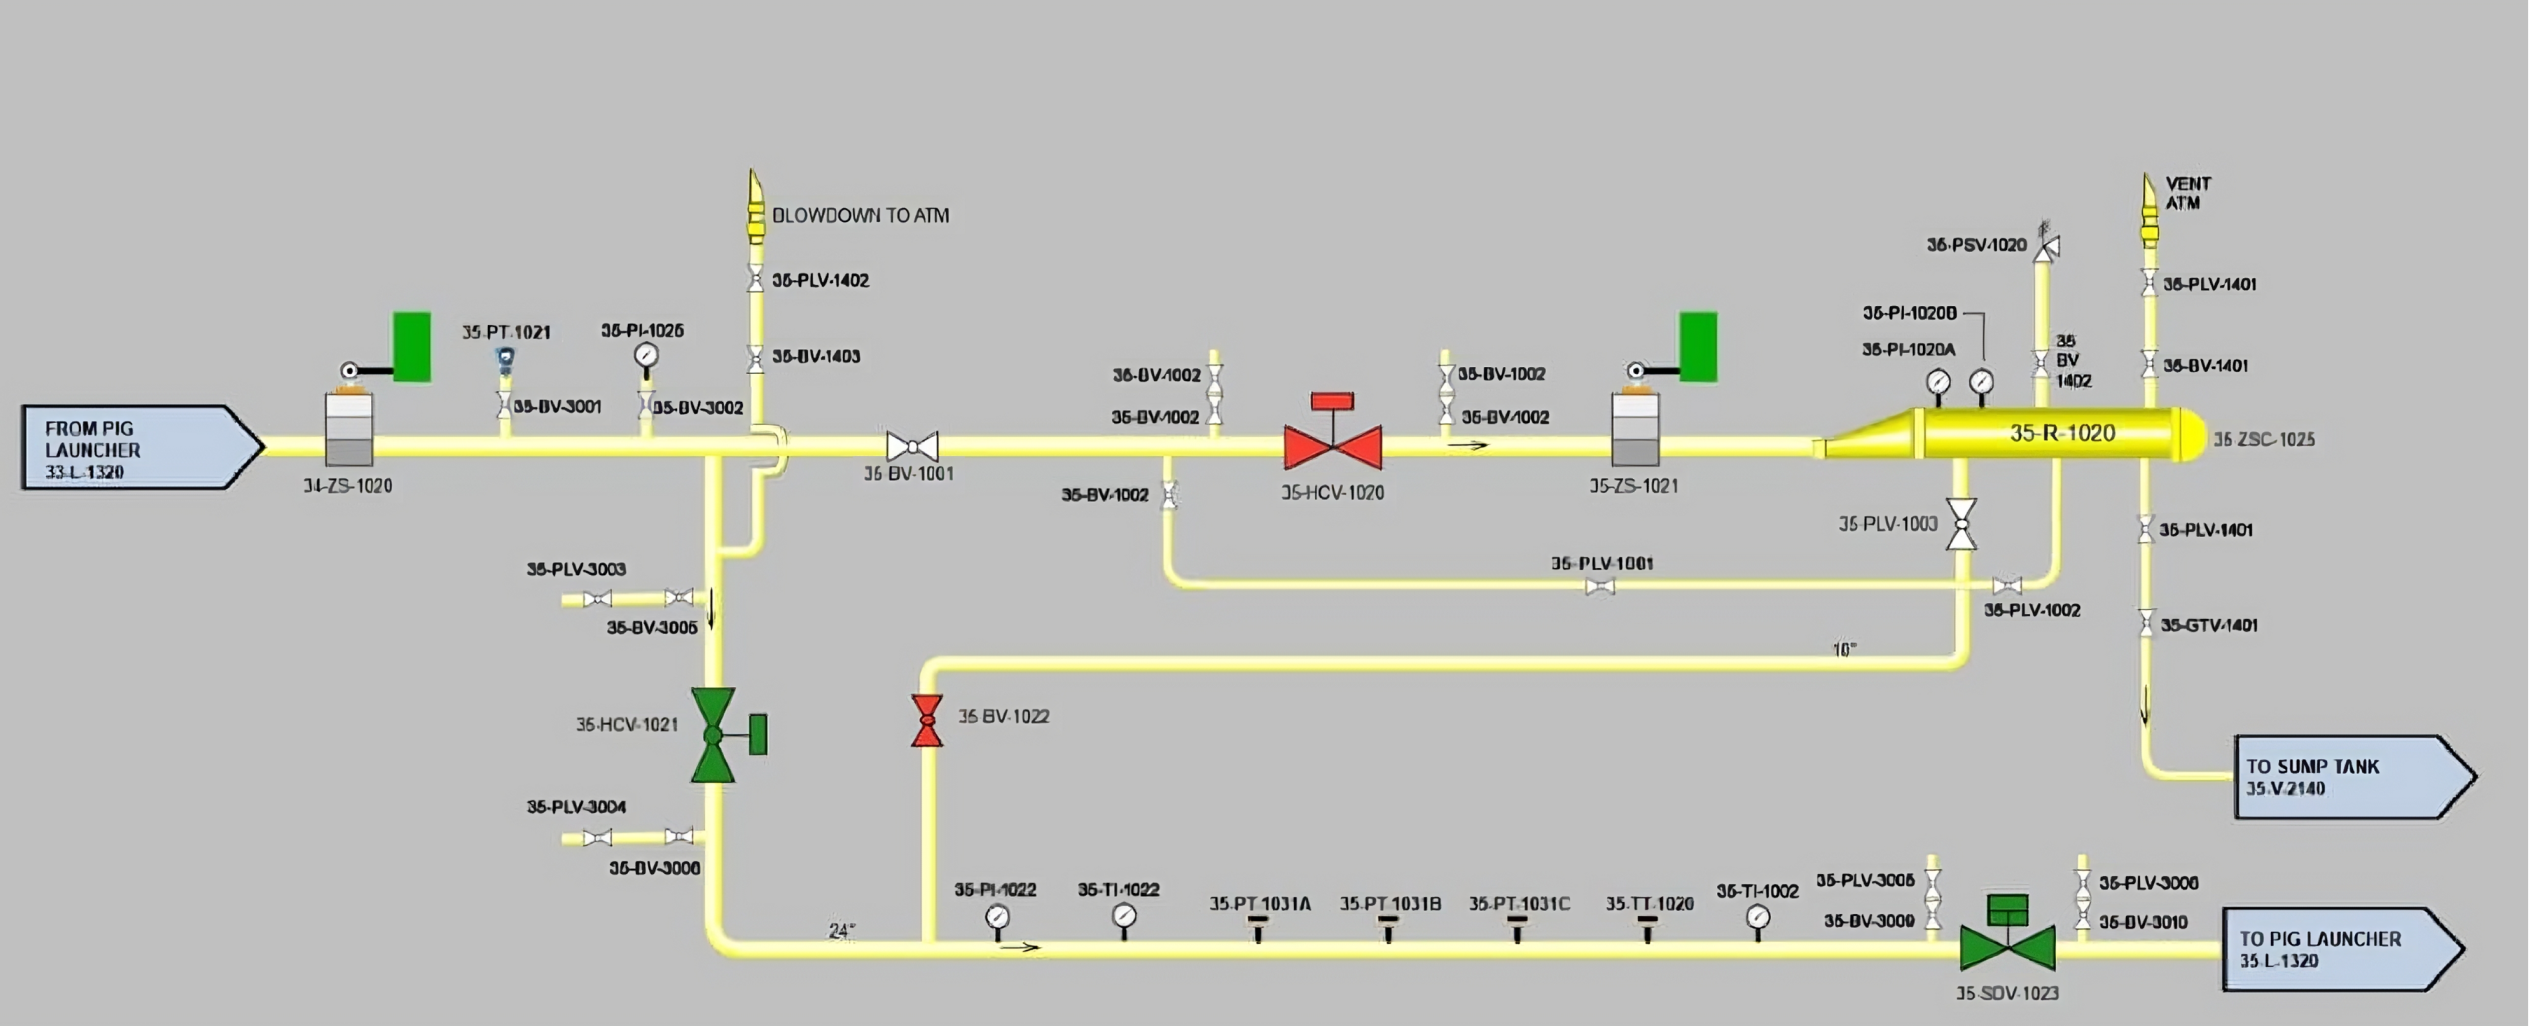 BLOWDOWN TO ATM
VENT
ATM
35-PSV-1020
35-PLV-1402
35-PLV-1401
35-PI-1020B
35-PT-1021
35-PI-1025
35-BV-1403
35
BV
1402
35-PI-1020A
35-BV-1401
35-BV-1002
35-BV-1002
35-BV-3001
35-BV-3002
35-BV-1002
35-BV-1002
FROM PIG
LAUNCHER
33-L-1320
35-R-1020
35 ZSC-1025
34-ZS-1020
35 BV-1001
35-HCV-1020
35-ZS-1021
35-BV-1002
35-PLV-1003
35-PLV-1401
35-PLV-1001
35-PLV-3003
35-PLV-1002
35-BV-3005
35-GTV-1401
35-HCV-1021
35 BV-1022
TO SUMP TANK
35-V-2140
35-PLV-3004
35-PI-1022
35-TI-1022
35-PT 1031A
35-PT 1031B
35-PT-1031C
35-TT-1020
35-TI-1002
35-PLV-3005
35-BV-3009
35-BV-3010
24"
TO PIG LAUNCHER
35 L-1320
35-SDV-1023